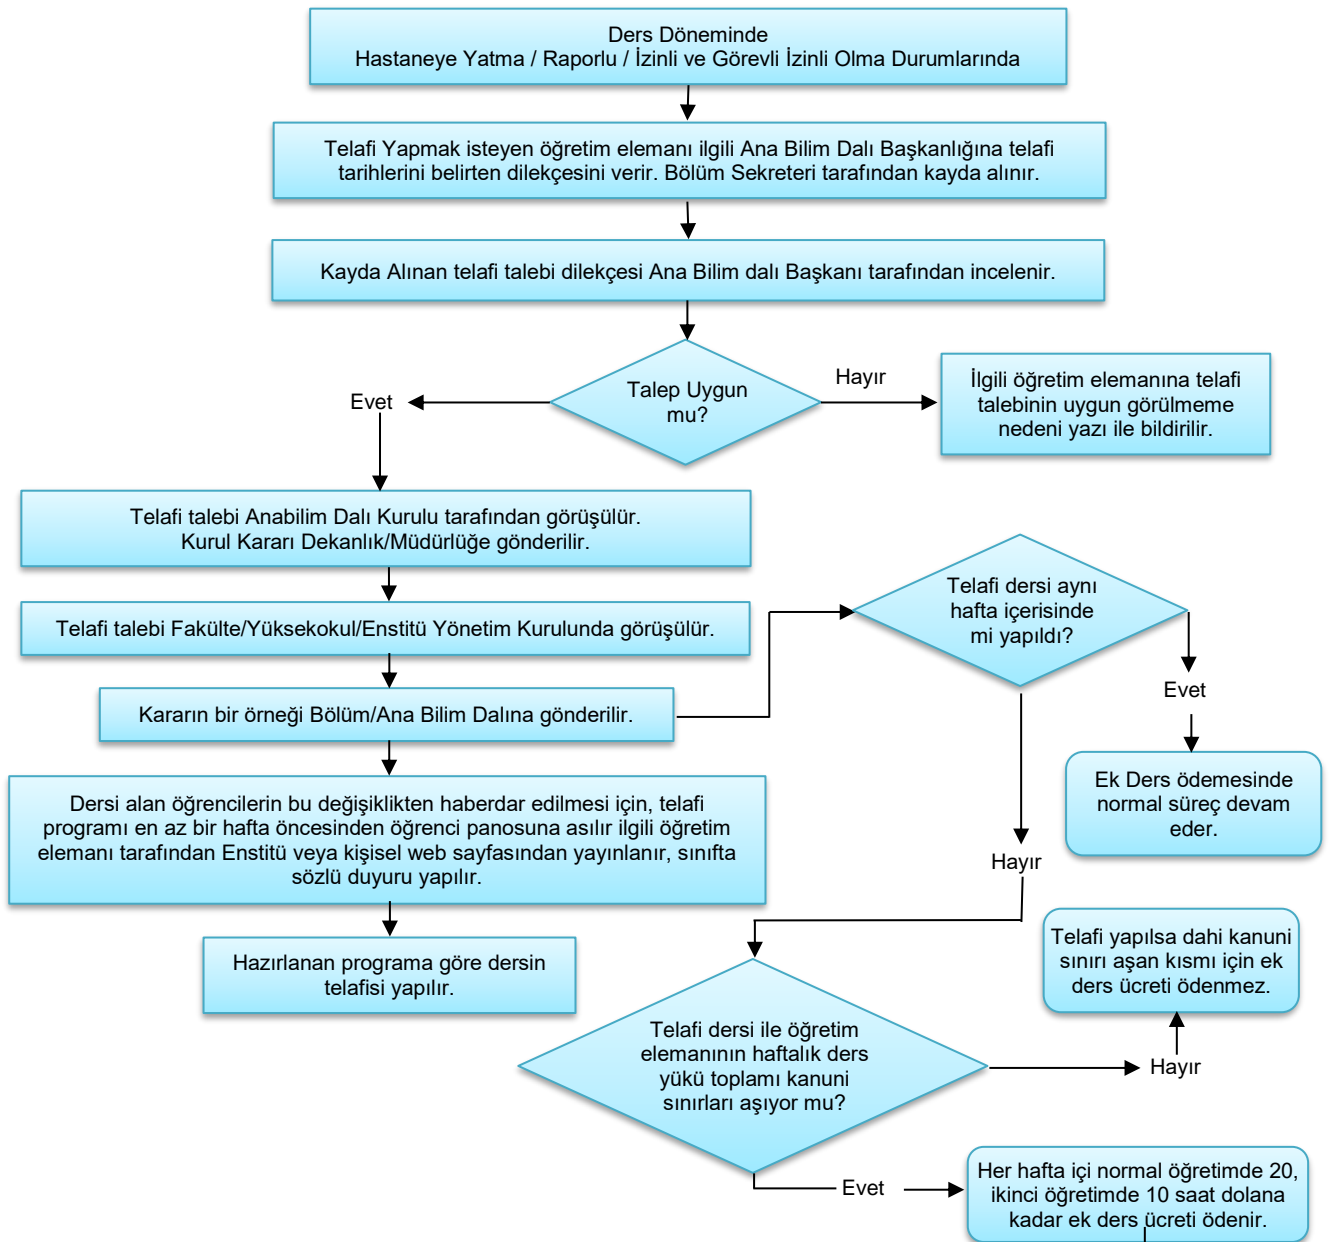 Ders Döneminde
Hastaneye Yatma / Raporlu / İzinli ve Görevli İzinli Olma Durumlarında
Telafi Yapmak isteyen öğretim elemanı ilgili Ana Bilim Dalı Başkanlığına telafi
tarihlerini belirten dilekçesini verir. Bölüm Sekreteri tarafından kayda alınır.
Kayda Alınan telafi talebi dilekçesi Ana Bilim dalı Başkanı tarafından incelenir.
Talep Uygun
mu?
Hayır
İlgili öğretim elemanına telafi
talebinin uygun görülmeme
nedeni yazı ile bildirilir.
Evet
Telafi talebi Anabilim Dalı Kurulu tarafından görüşülür.
Kurul Kararı Dekanlık/Müdürlüğe gönderilir.
Telafi talebi Fakülte/Yüksekokul/Enstitü Yönetim Kurulunda görüşülür.
Kararın bir örneği Bölüm/Ana Bilim Dalına gönderilir.
Dersi alan öğrencilerin bu değişiklikten haberdar edilmesi için, telafi
programı en az bir hafta öncesinden öğrenci panosuna asılır ilgili öğretim
elemanı tarafından Enstitü veya kişisel web sayfasından yayınlanır, sınıfta
sözlü duyuru yapılır.
Hazırlanan programa göre dersin
telafisi yapılır.
Telafi dersi aynı
hafta içerisinde
mi yapıldı?
Evet
Ek Ders ödemesinde
normal süreç devam
eder.
Hayır
Telafi dersi ile öğretim
elemanının haftalık ders
yükü toplamı kanuni
sınırları aşıyor mu?
Hayır
Telafi yapılsa dahi kanuni
sınırı aşan kısmı için ek
ders ücreti ödenmez.
Evet
Her hafta içi normal öğretimde 20,
ikinci öğretimde 10 saat dolana
kadar ek ders ücreti ödenir.